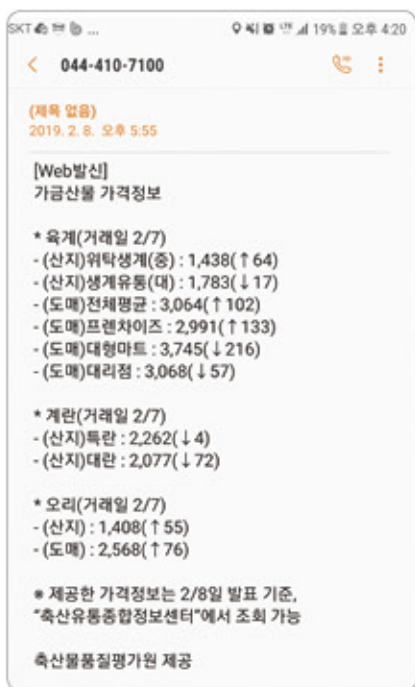 SKT ... 19% 오후 4:20
044-410-7100
(제목 없음)
2019. 2. 8. 오후 5:55
[Web발신]
가금산물 가격정보
* 육계(거래일 2/7)
- (산지)위탁생계(중) : 1,438(↑64)
- (산지)생계유통(대) : 1,783(↓17)
- (도매)전체평균 : 3,064(↑102)
- (도매)프렌차이즈 : 2,991(↑133)
- (도매)대형마트 : 3,745(↓216)
- (도매)대리점 : 3,068(↓57)
* 계란(거래일 2/7)
- (산지)특란 : 2,262(↓4)
- (산지)대란 : 2,077(↓72)
* 오리(거래일 2/7)
- (산지) : 1,408(↑55)
- (도매) : 2,568(↑76)
※ 제공한 가격정보는 2/8일 발표 기준,
“축산유통종합정보센터”에서 조회 가능
축산물품질평가원 제공